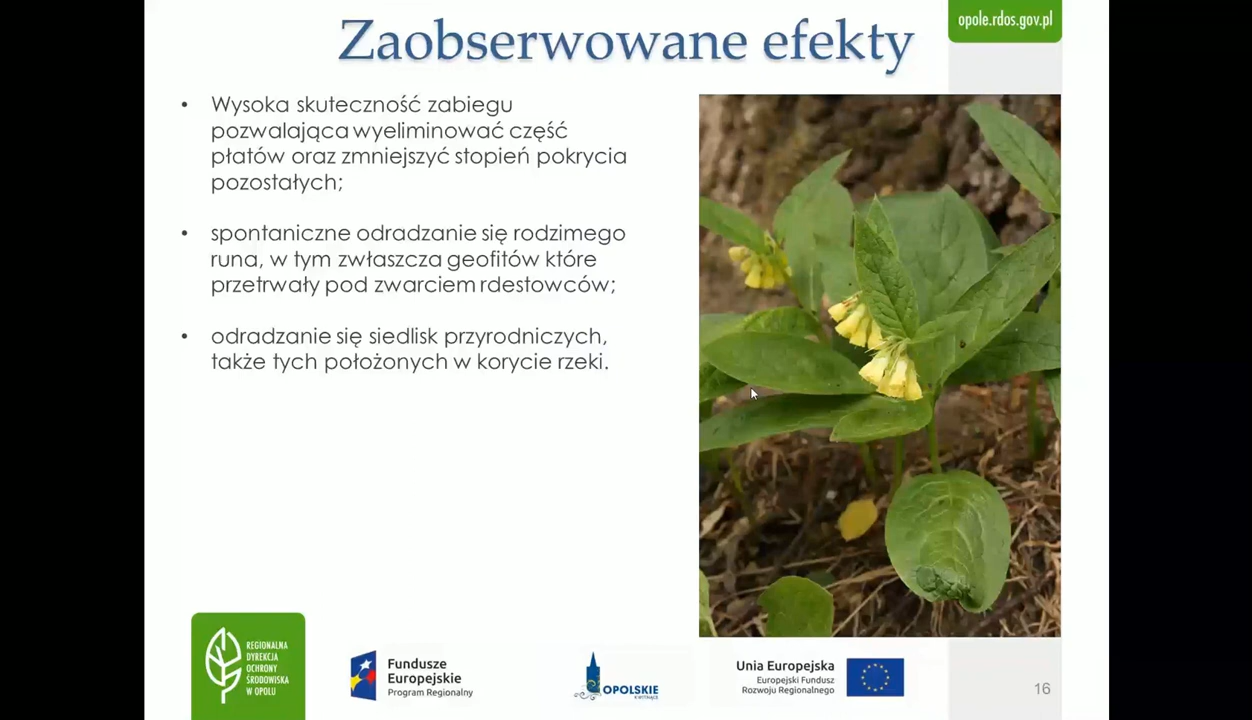 Zaobserwowane efekty
opole.rdos.gov.pl
• Wysoka skuteczność zabiegu
pozwalająca wyeliminować część
płatów oraz zmniejszyć stopień pokrycia
pozostałych;
• spontaniczne odradzanie się rodzimego
runa, w tym zwłaszcza geofitów które
przetrwały pod zwarciem rdestowców;
• odradzanie się siedlisk przyrodniczych,
także tych położonych w korycie rzeki.
REGIONALNA
DYREKCJA
OCHRONY
ŚRODOWISKA
W OPOLU
Fundusze
Europejskie
Program Regionalny
OPOLSKIE
Unia Europejska
Europejski Fundusz
Rozwoju Regionalnego
16